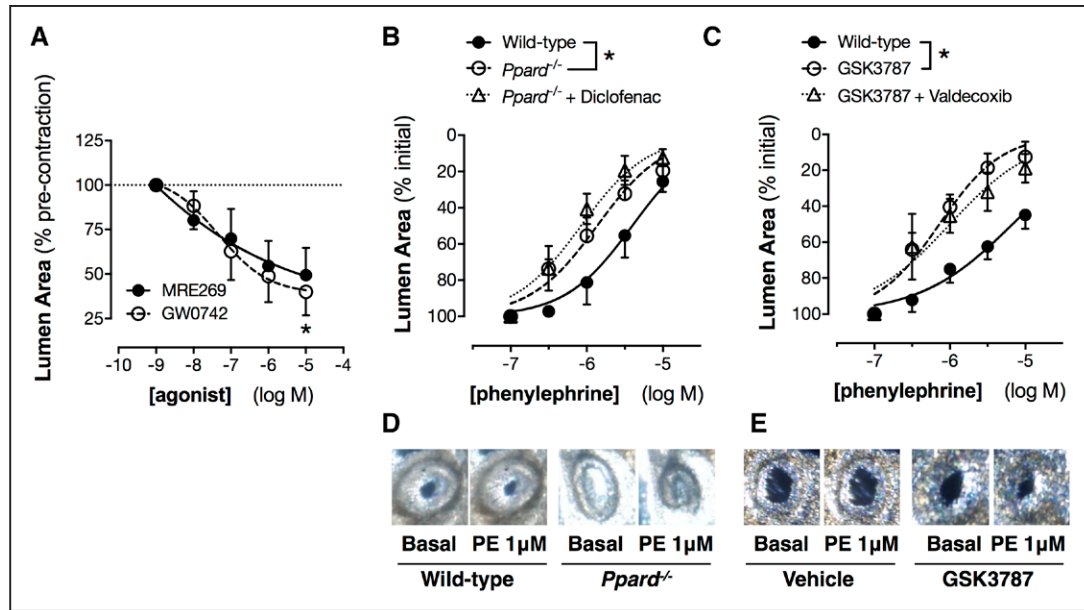 A
Lumen Area (% pre-contraction)
125
100
75
50
25
MRE269
GW0742
*
-10 -9 -8 -7 -6 -5 -4
[agonist] (log M)
B
Wild-type
Ppard-/-
*
Ppard-/- + Diclofenac
Lumen Area (% initial)
0
20
40
60
80
100
-7 -6 -5
[phenylephrine] (log M)
C
Wild-type
GSK3787
*
GSK3787 + Valdecoxib
Lumen Area (% initial)
0
20
40
60
80
100
-7 -6 -5
[phenylephrine] (log M)
D
Basal PE 1μM Basal PE 1μM
Wild-type Ppard-/-
E
Basal PE 1μM Basal PE 1μM
Vehicle GSK3787